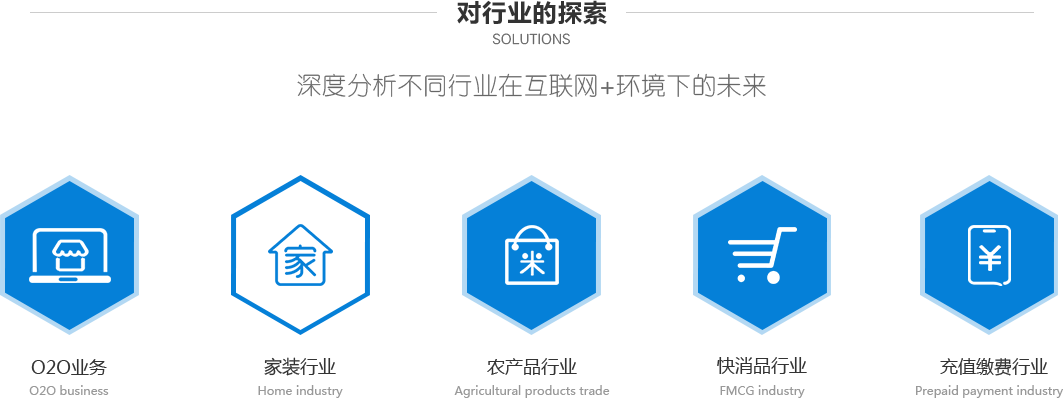 对行业的探索
SOLUTIONS
深度分析不同行业在互联网+环境下的未来
家
米
¥
O2O业务
家装行业
农产品行业
快消品行业
充值缴费行业
O2O business
Home industry
Agricultural products trade
FMCG industry
Prepaid payment industry